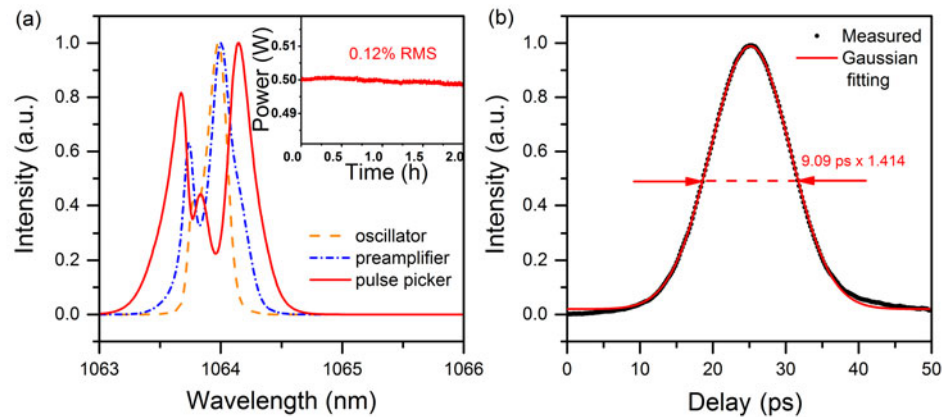 (a)
Intensity (a.u.)
1.0
0.8
0.6
0.4
0.2
0.0
1063
1064
1065
1066
Wavelength (nm)
oscillator
preamplifier
pulse picker
Power (W)
0.51
0.50
0.49
0.12% RMS
0.0
0.5
1.0
1.5
2.0
Time (h)
(b)
Intensity (a.u.)
1.0
0.8
0.6
0.4
0.2
0.0
0
10
20
30
40
50
Delay (ps)
Measured
Gaussian
fitting
9.09 ps x 1.414